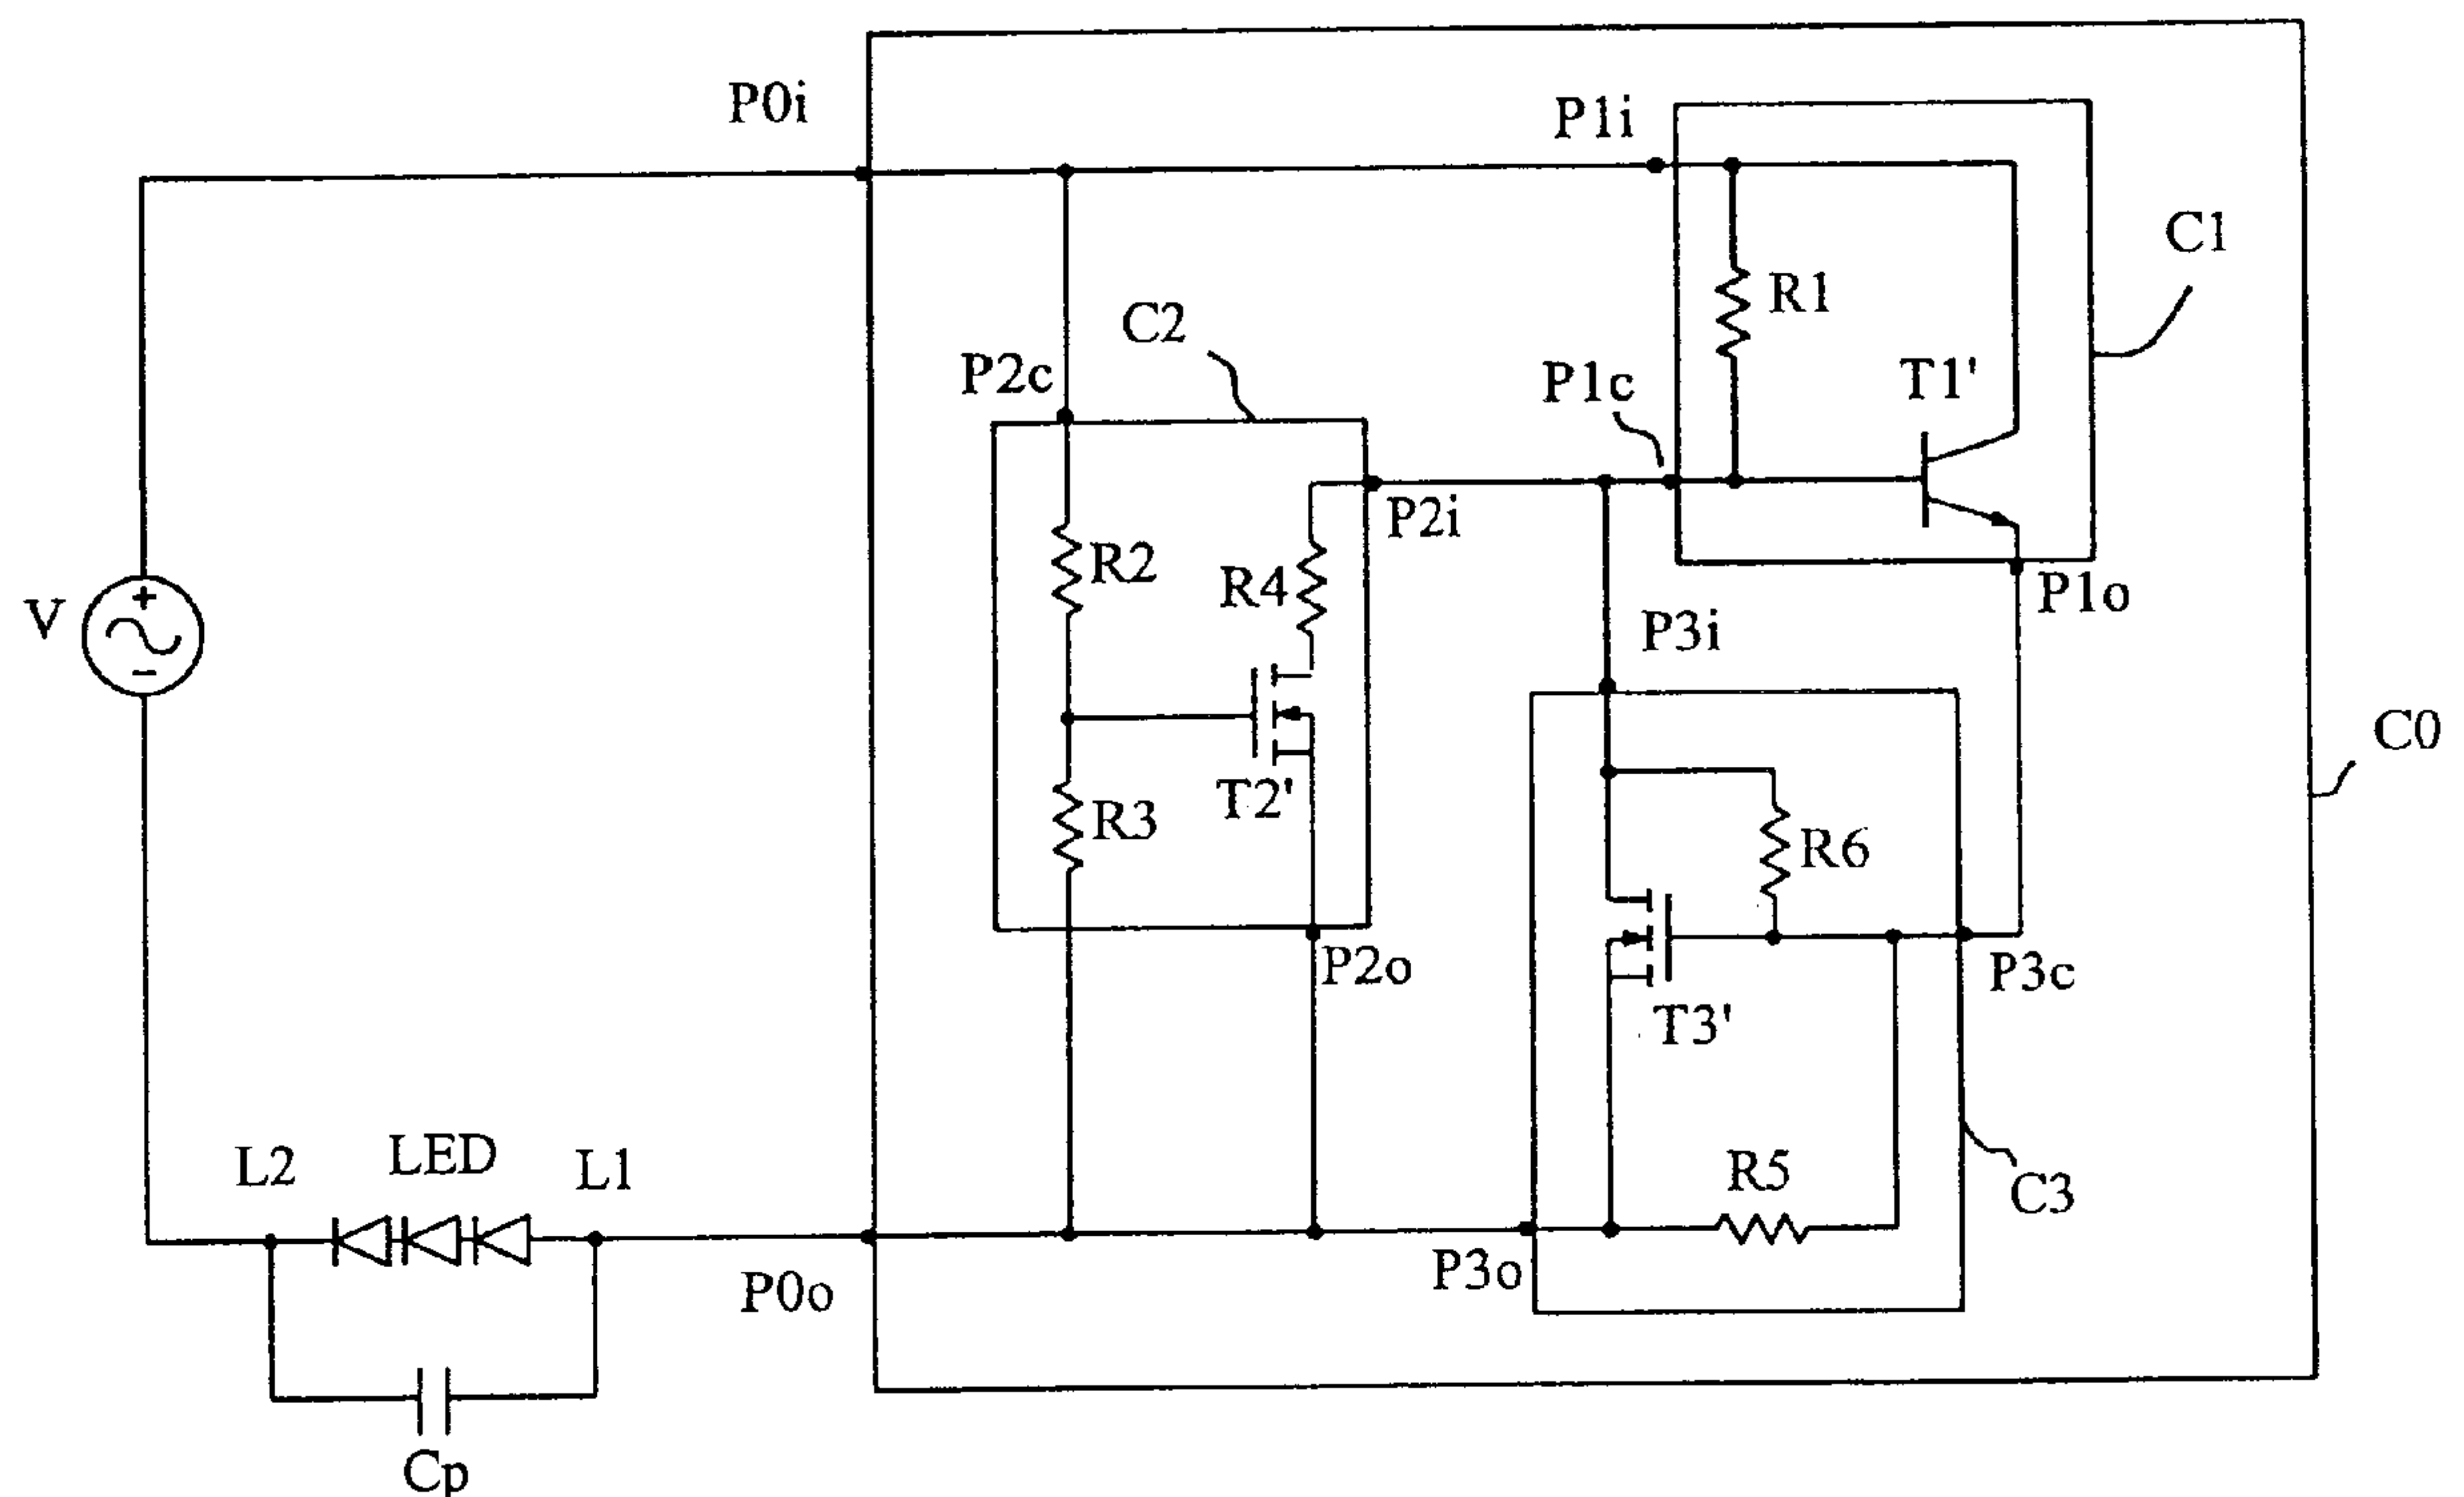 P0i
P1i
C1
R1
C2
P2c
P1c
T1'
P2i
R2
R4
P1o
V
+
-
P3i
C0
T2'
R3
R6
P2o
P3c
T3'
L2
LED
L1
R5
C3
P0o
P3o
Cp